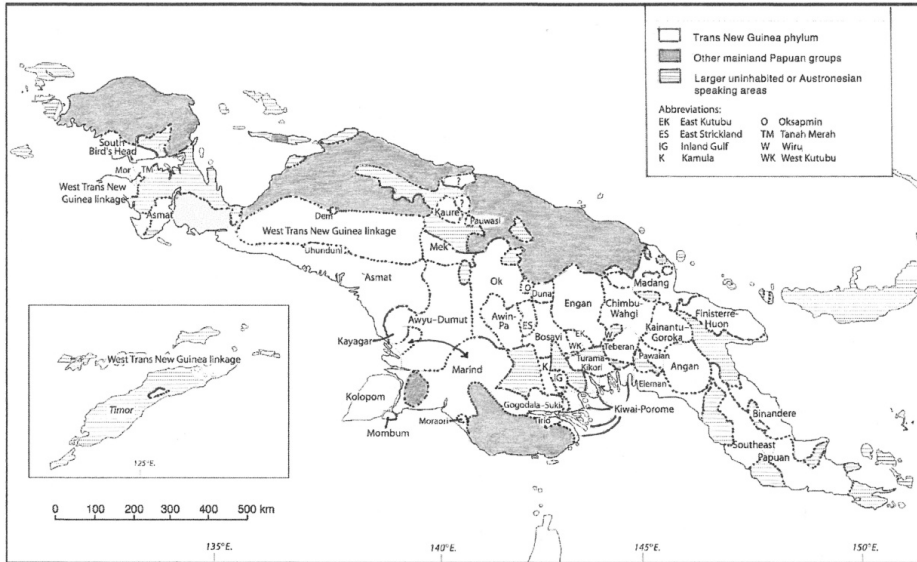 Trans New Guinea phylum
Other mainland Papuan groups
Larger uninhabited or Austronesian
speaking areas
Abbreviations:
EK East Kutubu
O Oksapmin
ES East Strickland
TM Tanah Merah
IG Inland Gulf
W Wiru
K Kamula
WK West Kutubu
South
Bird's Head
Mor
TM
West Trans New
Guinea linkage
Asmat
Dem
West Trans New Guinea linkage
Uhunduni
Kaure
?
?
Pauwasi
Mek
Asmat
Ok
O
Duna
Engan
Chimbu-
Wahgi
Madang
Finisterre-
Huon
Kainantu-
Goroka
Awyu-Dumut
Awin-
Pa
ES
Bosavi
EK
WK
W
Teberan
Pawaian
Angan
Kayagar
Marind
K
IG
Turama-
Kikori
Eleman
Kolopom
Gogodala-Suki
Kiwai-Porome
Tirio
Moraori
Mombum
Binandere
Southeast
Papuan
West Trans New Guinea linkage
Timor
125°E.
0 100 200 300 400 500 km
135°E.
140°E.
145°E.
150°E.